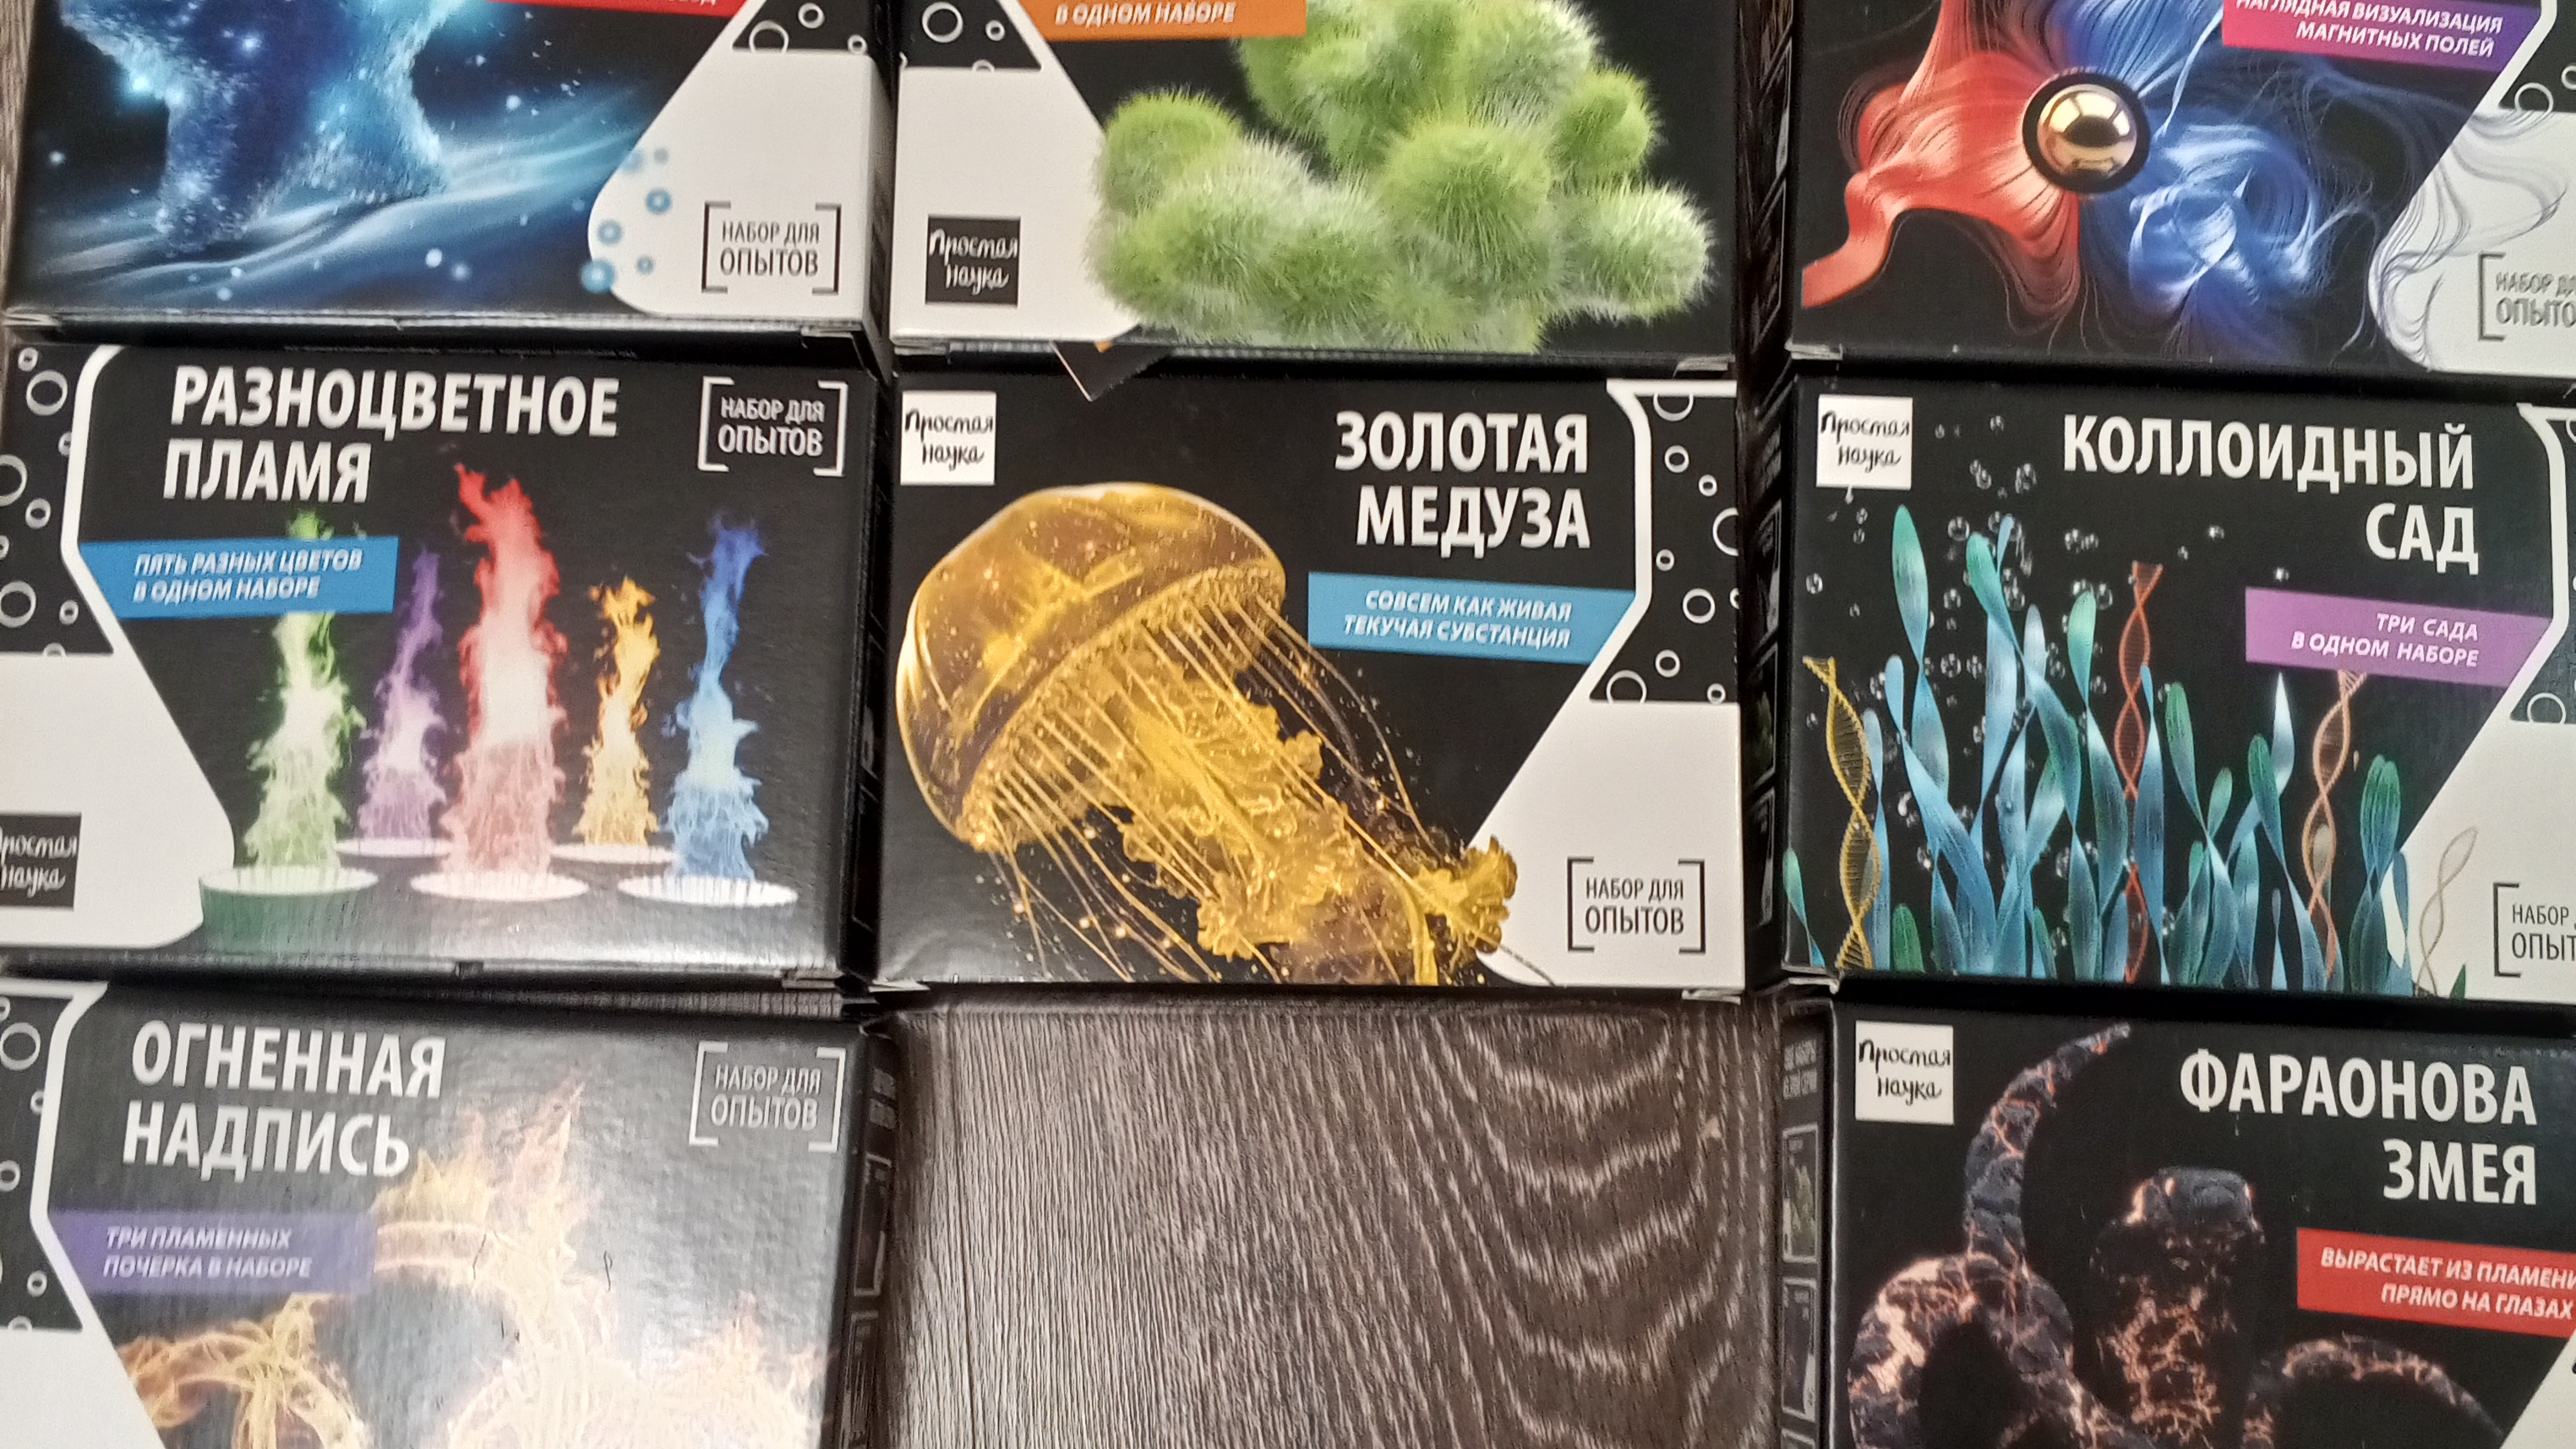 НАБОР ДЛЯ
ОПЫТОВ
В ОДНОМ НАБОРЕ
Простая
наука
НАГЛЯДНАЯ ВИЗУАЛИЗАЦИЯ
МАГНИТНЫХ ПОЛЕЙ
НАБОР
РАЗНОЦВЕТНОЕ
ПЛАМЯ
НАБОР ДЛЯ
ОПЫТОВ
ПЯТЬ РАЗНЫХ ЦВЕТОВ
В ОДНОМ НАБОРЕ
Простая
наука
Простая
наука
ЗОЛОТАЯ
МЕДУЗА
СОВСЕМ КАК ЖИВАЯ
ТЕКУЧАЯ СУБСТАНЦИЯ
НАБОР ДЛЯ
ОПЫТОВ
Простая
наука
КОЛЛОИДНЫЙ
САД
ТРИ САДА
В ОДНОМ НАБОРЕ
НАБОР
ОГНЕННАЯ
НАДПИСЬ
НАБОР ДЛЯ
ОПЫТОВ
ТРИ ПЛАМЕННЫХ
ПОЧЕРКА В НАБОРЕ
Простая
наука
ФАРАОНОВА
ЗМЕЯ
ВЫРАСТАЕТ ИЗ ПЛАМЕНИ
ПРЯМО НА ГЛАЗАХ